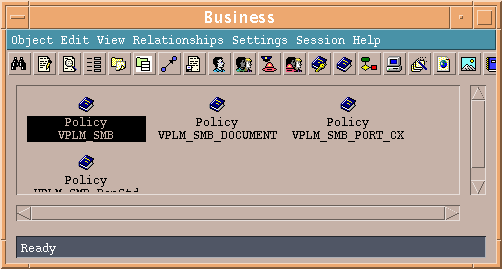 Business
Object Edit View Relationships Settings Session Help
Policy
VPLM_SMB
Policy
VPLM_SMB_DOCUMENT
Policy
VPLM_SMB_PORT_CX
Policy
Ready